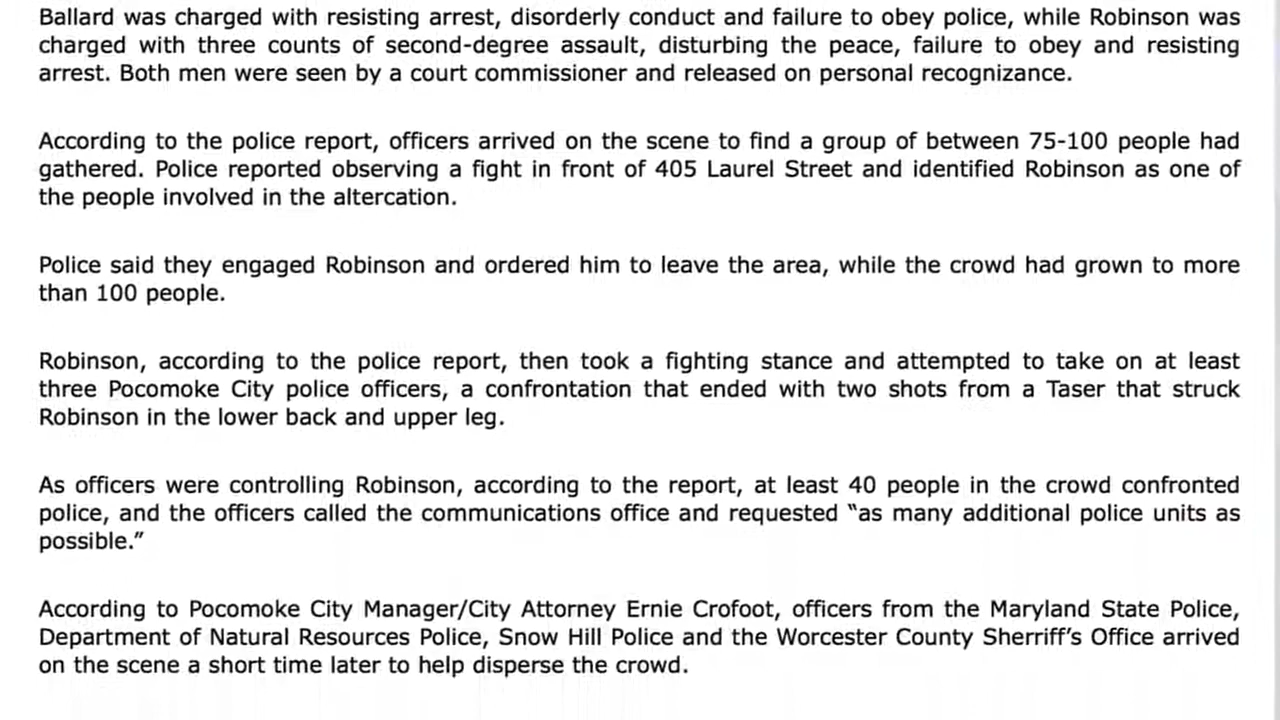 Ballard was charged with resisting arrest, disorderly conduct and failure to obey police, while Robinson was
charged with three counts of second-degree assault, disturbing the peace, failure to obey and resisting
arrest. Both men were seen by a court commissioner and released on personal recognizance.
According to the police report, officers arrived on the scene to find a group of between 75-100 people had
gathered. Police reported observing a fight in front of 405 Laurel Street and identified Robinson as one of
the people involved in the altercation.
Police said they engaged Robinson and ordered him to leave the area, while the crowd had grown to more
than 100 people.
Robinson, according to the police report, then took a fighting stance and attempted to take on at least
three Pocomoke City police officers, a confrontation that ended with two shots from a Taser that struck
Robinson in the lower back and upper leg.
As officers were controlling Robinson, according to the report, at least 40 people in the crowd confronted
police, and the officers called the communications office and requested “as many additional police units as
possible.”
According to Pocomoke City Manager/City Attorney Ernie Crofoot, officers from the Maryland State Police,
Department of Natural Resources Police, Snow Hill Police and the Worcester County Sherriff’s Office arrived
on the scene a short time later to help disperse the crowd.